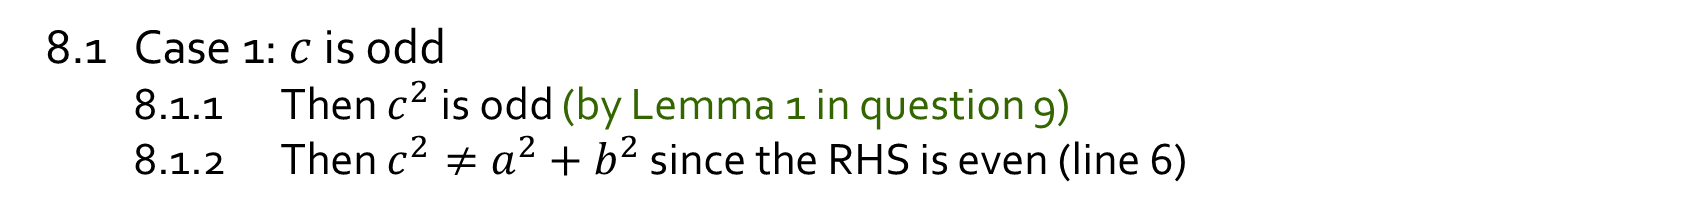 8.1 Case 1: c is odd
8.1.1 Then c² is odd (by Lemma 1 in question 9)
8.1.2 Then c² ≠ a² + b² since the RHS is even (line 6)